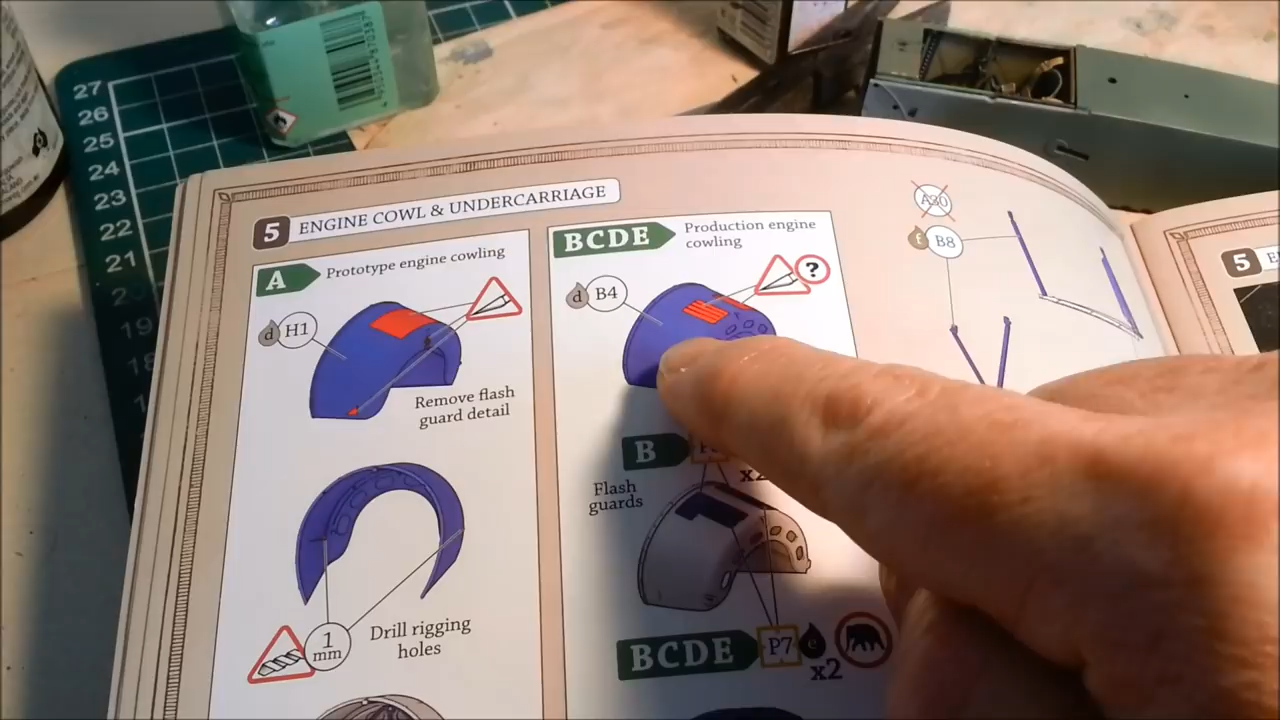 27
26
25
24
23
22
21
19
18
5 ENGINE COWL & UNDERCARRIAGE
A Prototype engine cowling
d H1
Remove flash
guard detail
1
mm
Drill rigging
holes
BCDE Production engine
cowling
?
d B4
B
x2
Flash
guards
BCDE P7 e
x2
A30
f B8
5 E